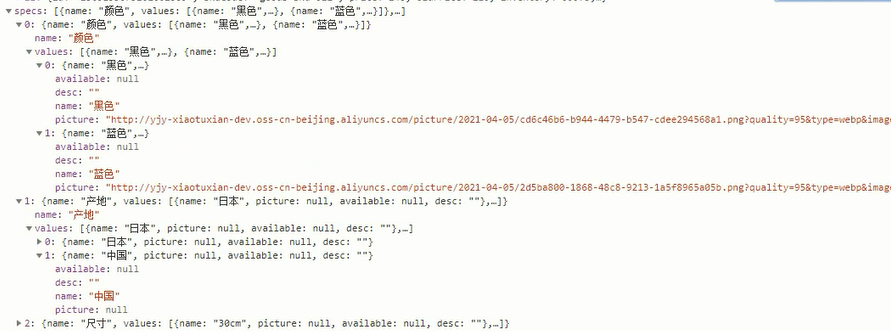 specs: [{name: "颜色", values: [{name: "黑色",…}, {name: "蓝色",…}]},…]
0: {name: "颜色", values: [{name: "黑色",…}, {name: "蓝色",…}]}
name: "颜色"
values: [{name: "黑色",…}, {name: "蓝色",…}]
0: {name: "黑色",…}
available: null
desc: ""
name: "黑色"
picture: "http://yjy-xiaotuxian-dev.oss-cn-beijing.aliyuncs.com/picture/2021-04-05/cd6c46b6-b944-4479-b547-cdee294568a1.png?quality=95&type=webp&image
1: {name: "蓝色",…}
available: null
desc: ""
name: "蓝色"
picture: "http://yjy-xiaotuxian-dev.oss-cn-beijing.aliyuncs.com/picture/2021-04-05/2d5ba800-1868-48c8-9213-1a5f8965a05b.png?quality=95&type=webp&image
1: {name: "产地", values: [{name: "日本", picture: null, available: null, desc: ""},…]}
name: "产地"
values: [{name: "日本", picture: null, available: null, desc: ""},…]
0: {name: "日本", picture: null, available: null, desc: ""}
1: {name: "中国", picture: null, available: null, desc: ""}
available: null
desc: ""
name: "中国"
picture: null
2: {name: "尺寸", values: [{name: "30cm", picture: null, available: null, desc: ""},…]}